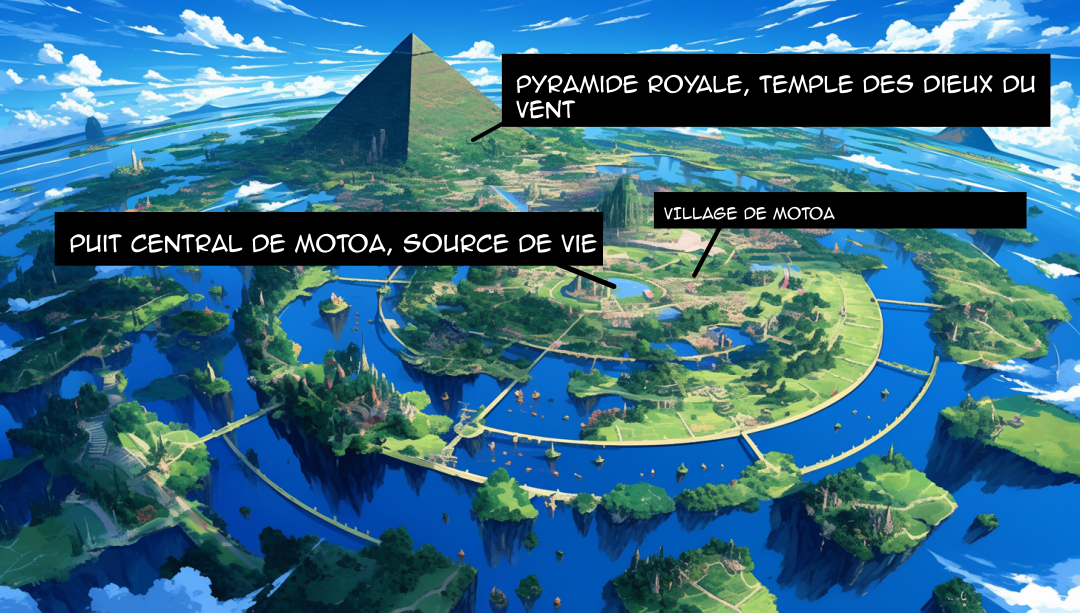 PYRAMIDE ROYALE, TEMPLE DES DIEUX DU
VENT
VILLAGE DE MOTOA
PUIT CENTRAL DE MOTOA, SOURCE DE VIE